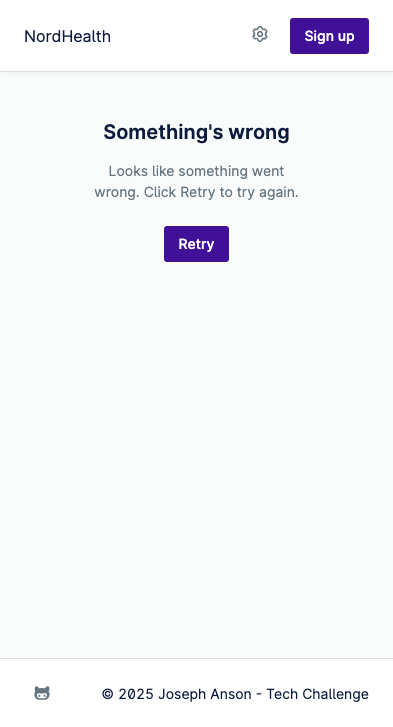 NordHealth
Sign up
Something's wrong
Looks like something went
wrong. Click Retry to try again.
Retry
© 2025 Joseph Anson - Tech Challenge